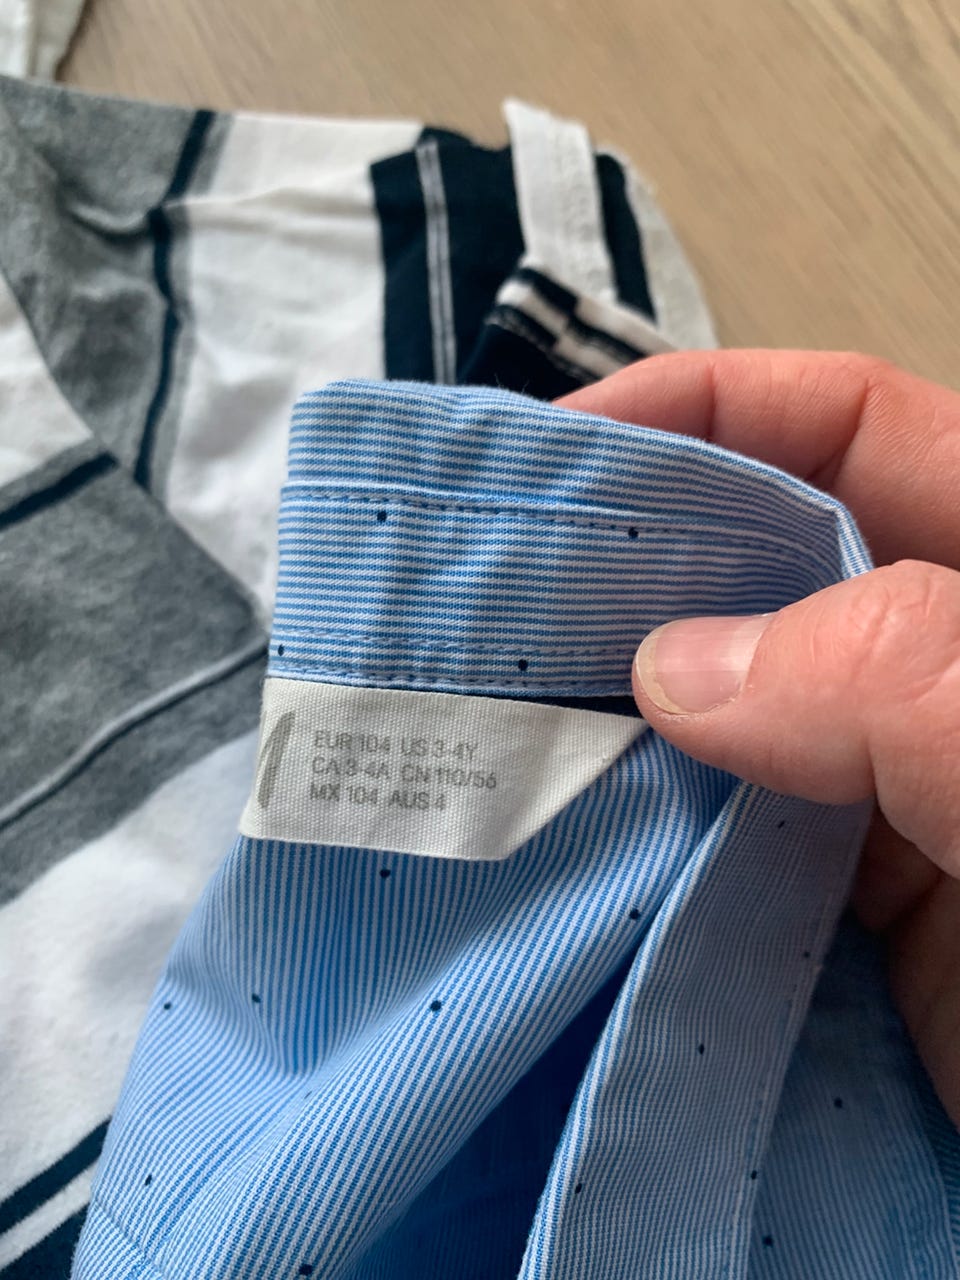 EUR 104 US 3-4Y
CA 3-4A CN 110/56
MX 104 AUS 4